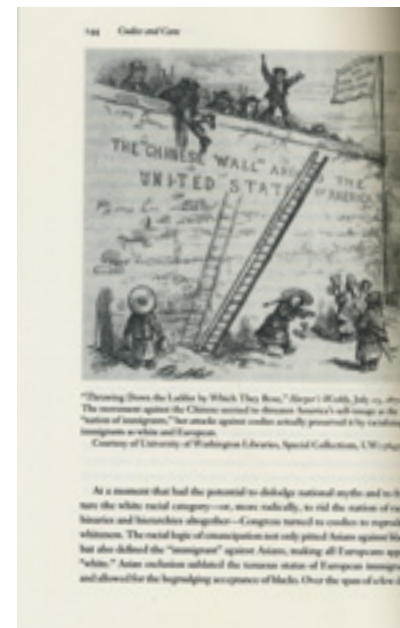 144 Coolies and Cane
THE "CHINESE WALL" AROUND THE
UNITED STATES OF AMERICA
"Throwing Down the Ladder by Which They Rose," Harper's Weekly, July 23, 1870.
The movement against the Chinese seemed to threaten America's self-image as the
"nation of immigrants," but attacks against coolies actually preserved it by racializing
immigrants as white and European.
Courtesy of University of Washington Libraries, Special Collections, UW
At a moment that had the potential to dislodge national myths and to
ture the white racial category—or, more radically, to rid the nation of
binaries and hierarchies altogether—Congress turned to coolies to
whiteness. The racial logic of emancipation not only pitted Asians against
but also defined the "immigrant" against Asians, making all Europeans
"white." Asian exclusion sublated the tenuous status of European
and allowed for the begrudging acceptance of blacks. Over the span of a few